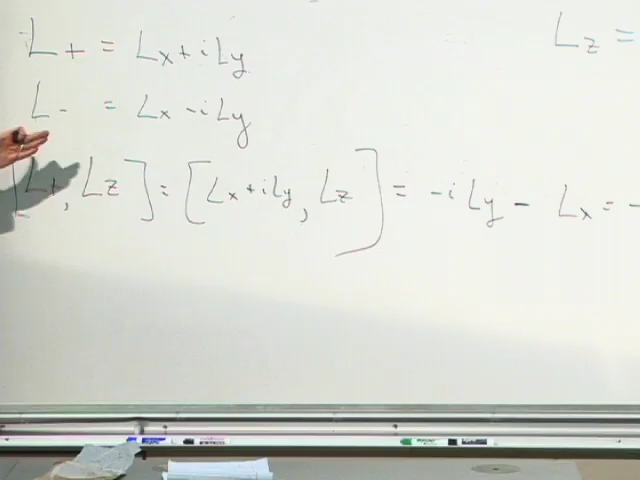 L+ = Lx + iLy
Lz =
L- = Lx - iLy
[L+, Lz] = [Lx + iLy, Lz] = -iLy - Lx = -